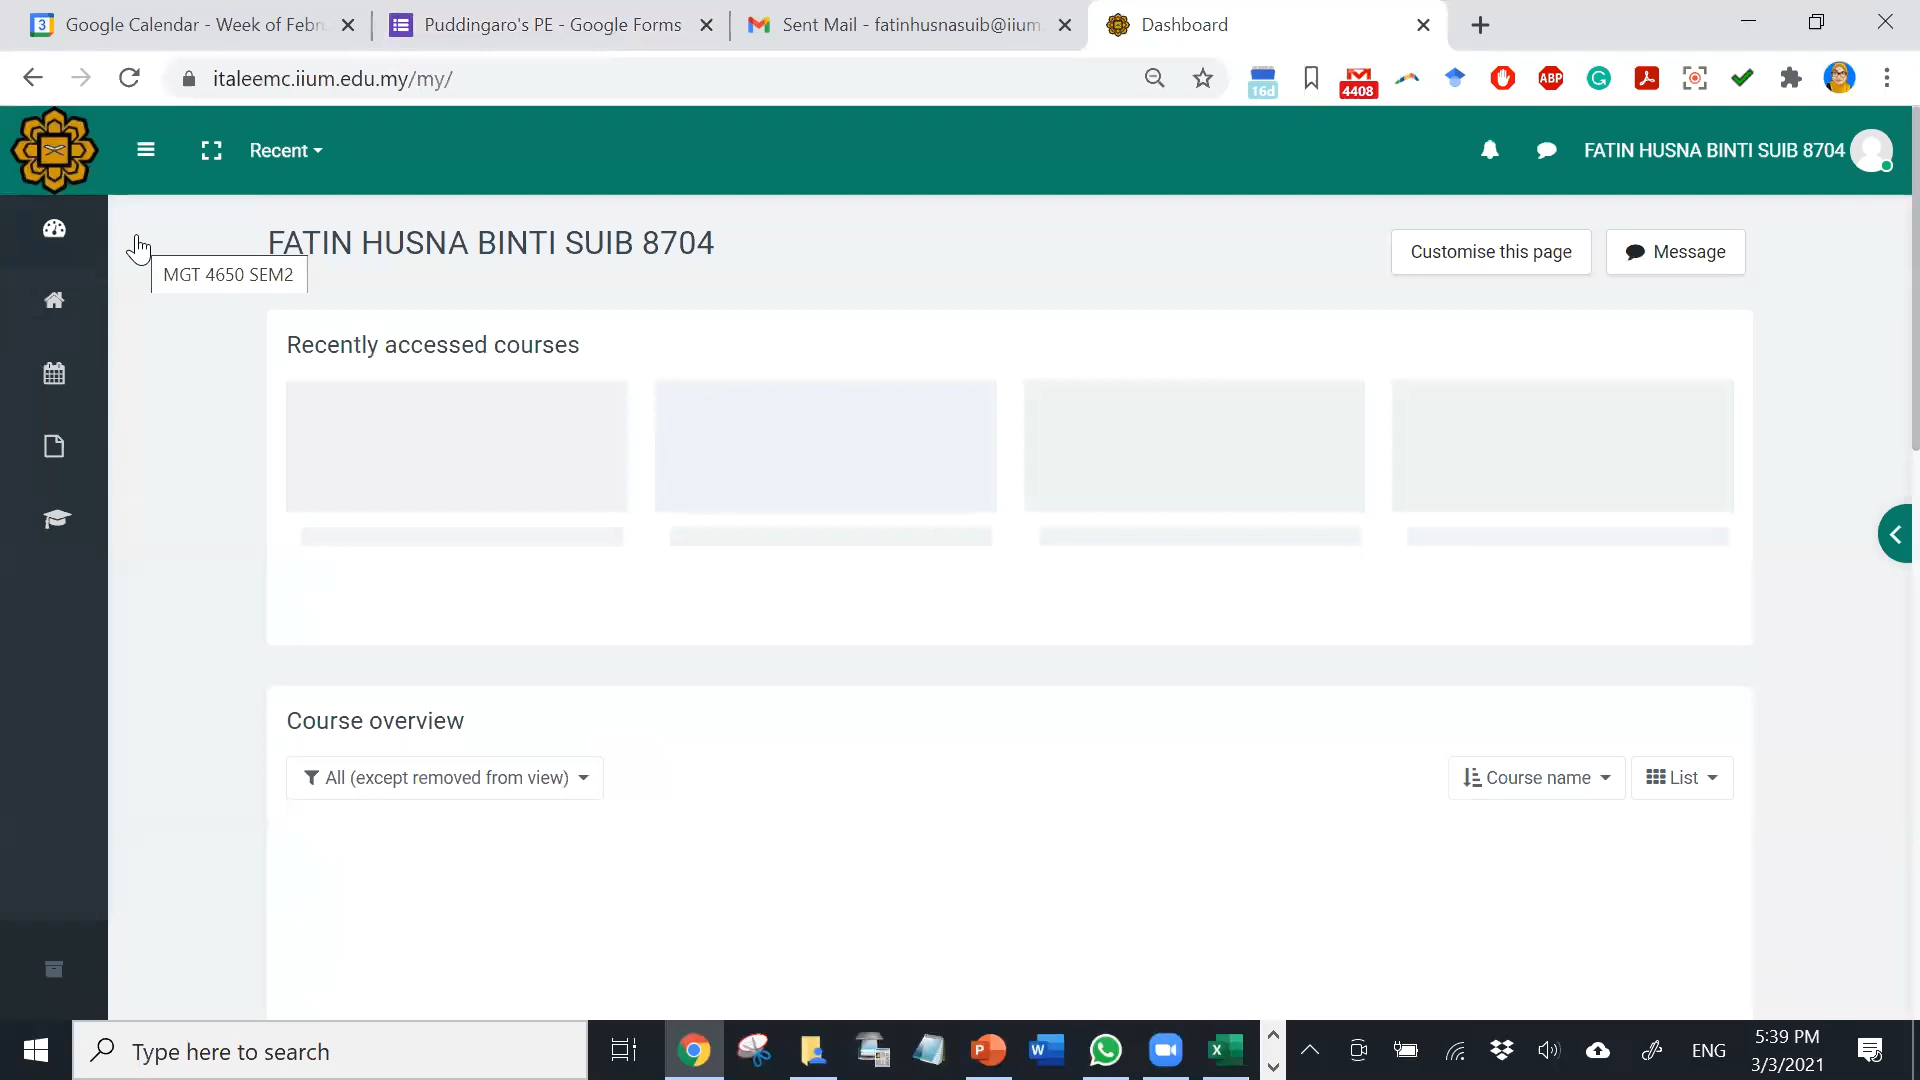 Google Calendar - Week of Febr
Puddingaro's PE - Google Forms
Sent Mail - fatinhusnasuib@iium.
Dashboard
italeemc.iium.edu.my/my/
16d
4408
ABP
Recent
FATIN HUSNA BINTI SUIB 8704
FATIN HUSNA BINTI SUIB 8704
MGT 4650 SEM2
Customise this page
Message
Recently accessed courses
Course overview
All (except removed from view)
Course name
List
Type here to search
ENG
5:39 PM
3/3/2021